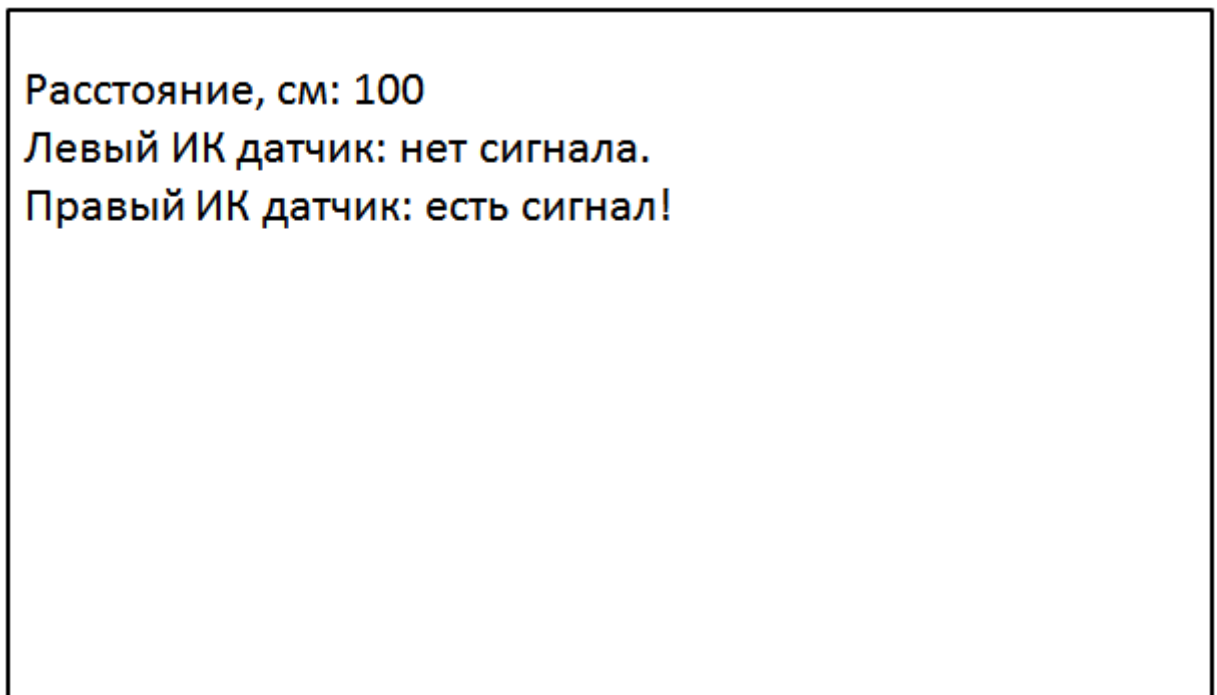 Расстояние, см: 100
Левый ИК датчик: нет сигнала.
Правый ИК датчик: есть сигнал!